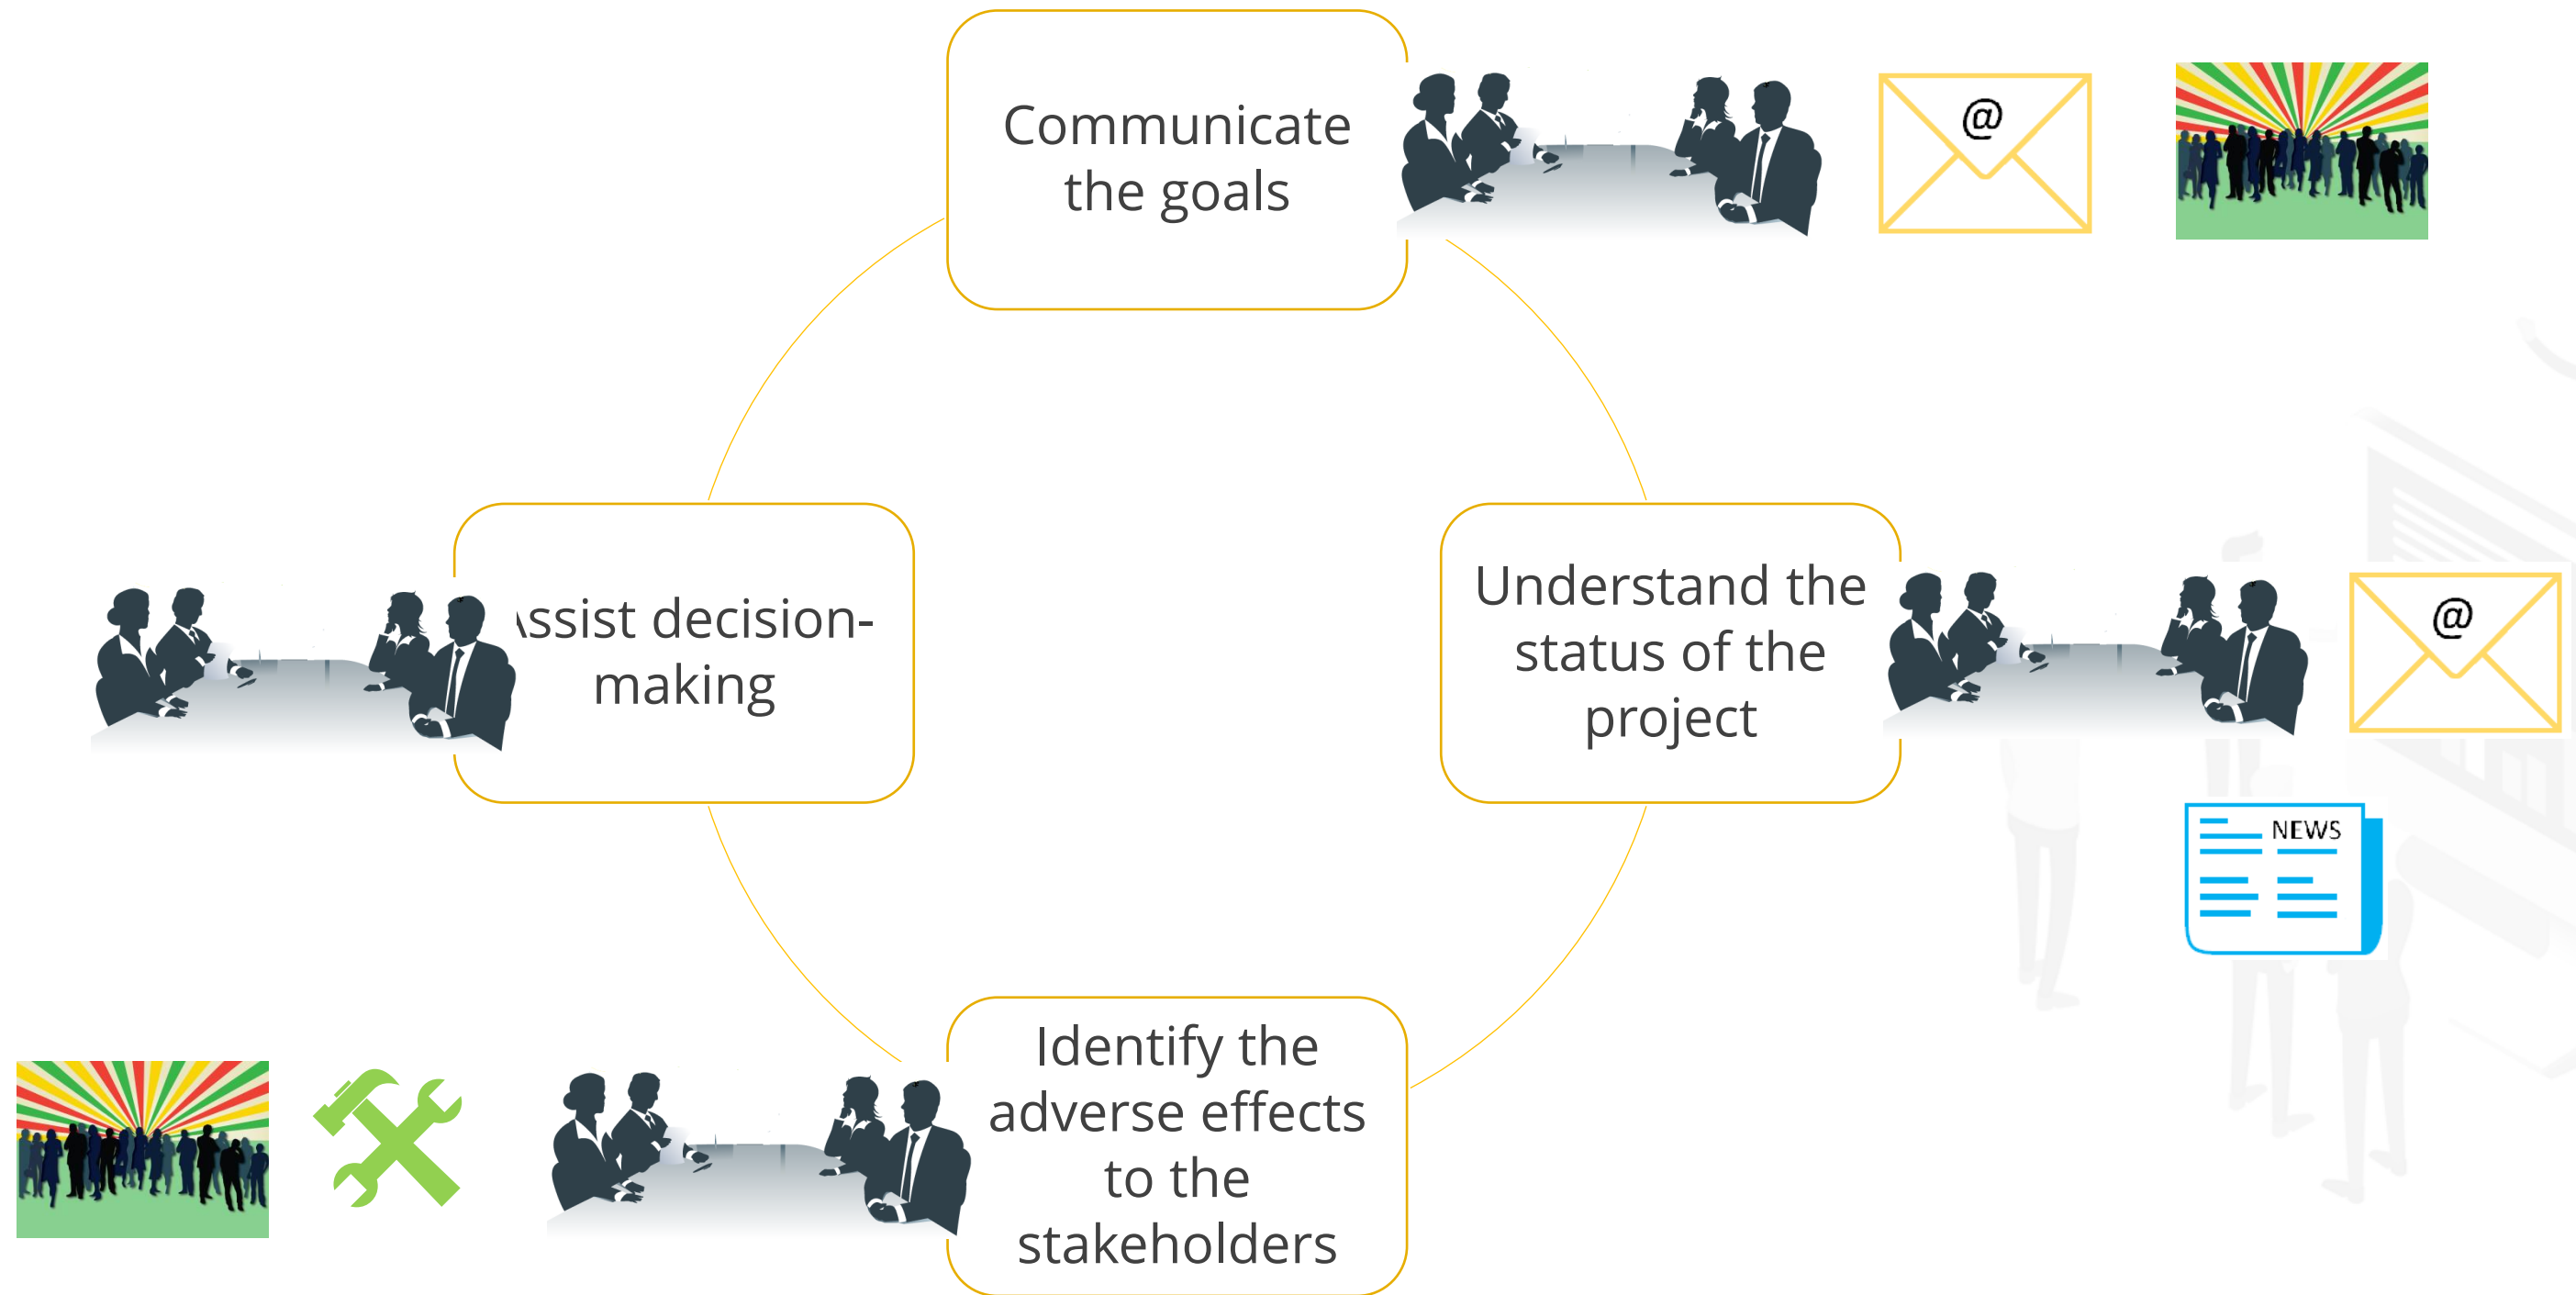 Communicate
the goals
@
Understand the
status of the
project
@
NEWS
Identify the
adverse effects
to the
stakeholders
Assist decision-
making